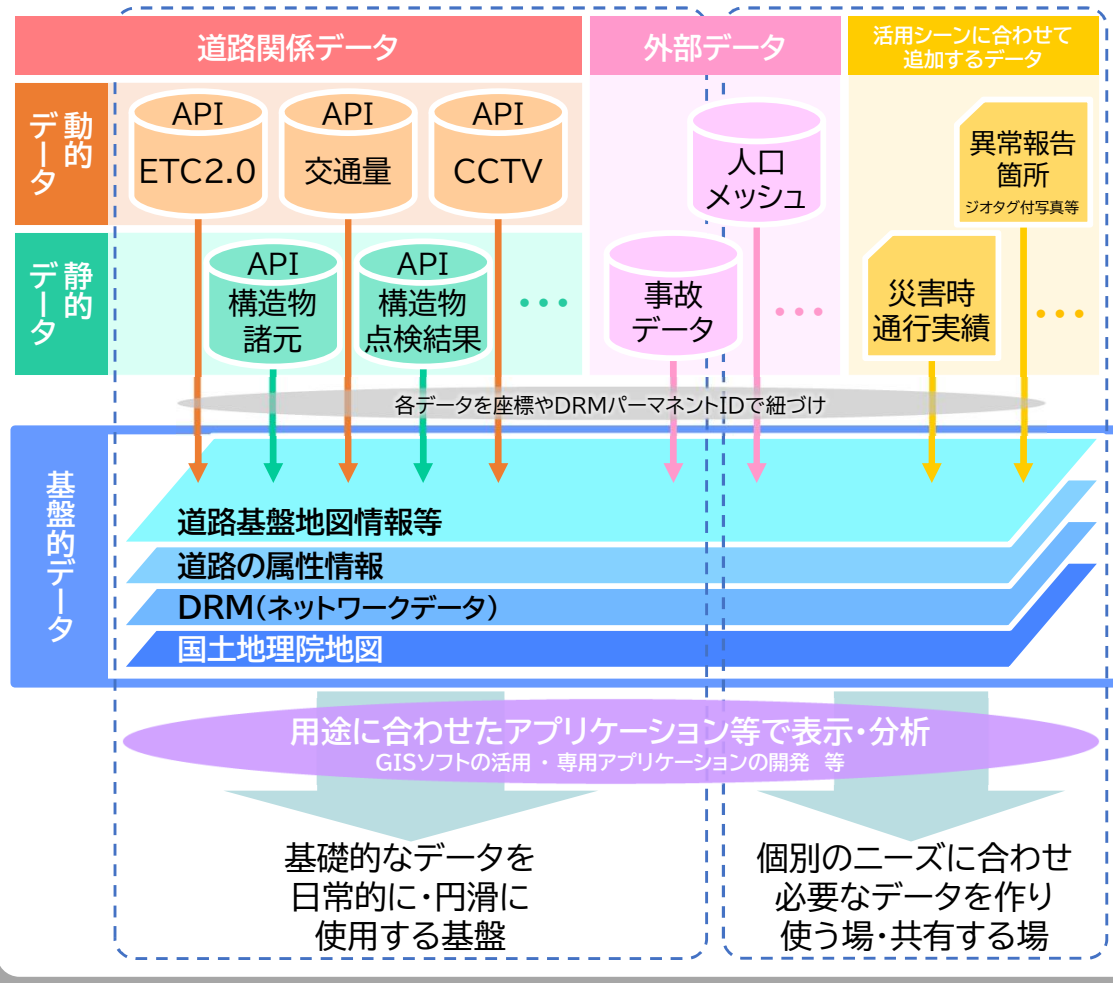 道路関係データ
外部データ
活用シーンに合わせて
追加するデータ
動的
データ
API
ETC2.0
API
交通量
API
CCTV
人口
メッシュ
異常報告
箇所
ジオタグ付写真等
静的
データ
API
構造物
諸元
API
構造物
点検結果
・・・
事故
データ
・・・
災害時
通行実績
・・・
各データを座標やDRMパーマネントIDで紐づけ
基盤的データ
道路基盤地図情報等
道路の属性情報
DRM(ネットワークデータ)
国土地理院地図
用途に合わせたアプリケーション等で表示・分析
GISソフトの活用・専用アプリケーションの開発 等
基礎的なデータを
日常的に・円滑に
使用する基盤
個別のニーズに合わせ
必要なデータを作り
使う場・共有する場